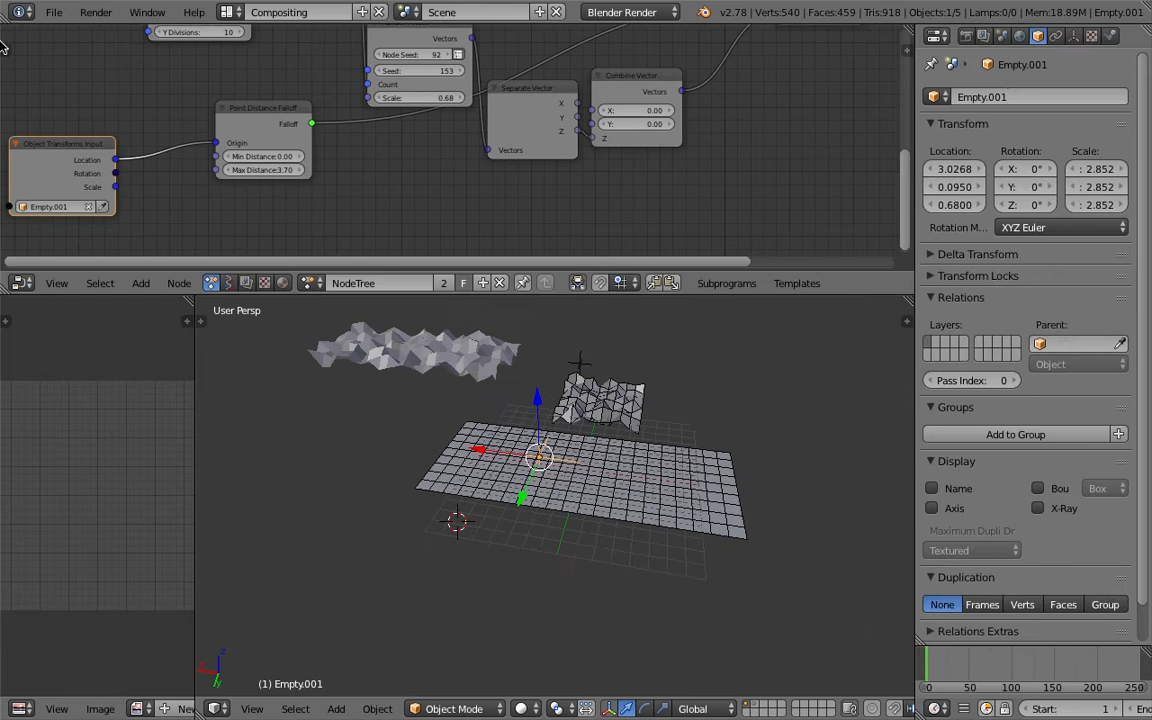 File
Render
Window
Help
Compositing
Scene
Blender Render
v2.78 | Verts:540 | Faces:459 | Tris:918 | Objects:1/5 | Lamps:0/0 | Mem:18.89M | Empty.001
Y Divisions: 10
Vectors
Node Seed: 92
Seed: 153
Count
Scale: 0.68
Separate Vector
X
Y
Z
Vectors
Combine Vector
Vectors
X: 0.00
Y: 0.00
Z
Point Distance Falloff
Falloff
Origin
Min Distance:0.00
Max Distance:3.70
Object Transforms Input
Location
Rotation
Scale
Empty.001
View
Select
Add
Node
NodeTree
2
F
Subprograms
Templates
User Persp
(1) Empty.001
View
Image
New
View
Select
Add
Object
Object Mode
Global
Empty.001
Empty.001
Transform
Location:
Rotation:
Scale:
3.0268
X: 0°
: 2.852
0.0950
Y: 0°
: 2.852
0.6800
Z: 0°
: 2.852
Rotation M...
XYZ Euler
Delta Transform
Transform Locks
Relations
Layers:
Parent:
Object
Pass Index: 0
Groups
Add to Group
Display
Name
Bou
Box
Axis
X-Ray
Maximum Dupli Dr
Textured
Duplication
None
Frames
Verts
Faces
Group
Relations Extras
0 50 100 150 200 250
Start: 1
En